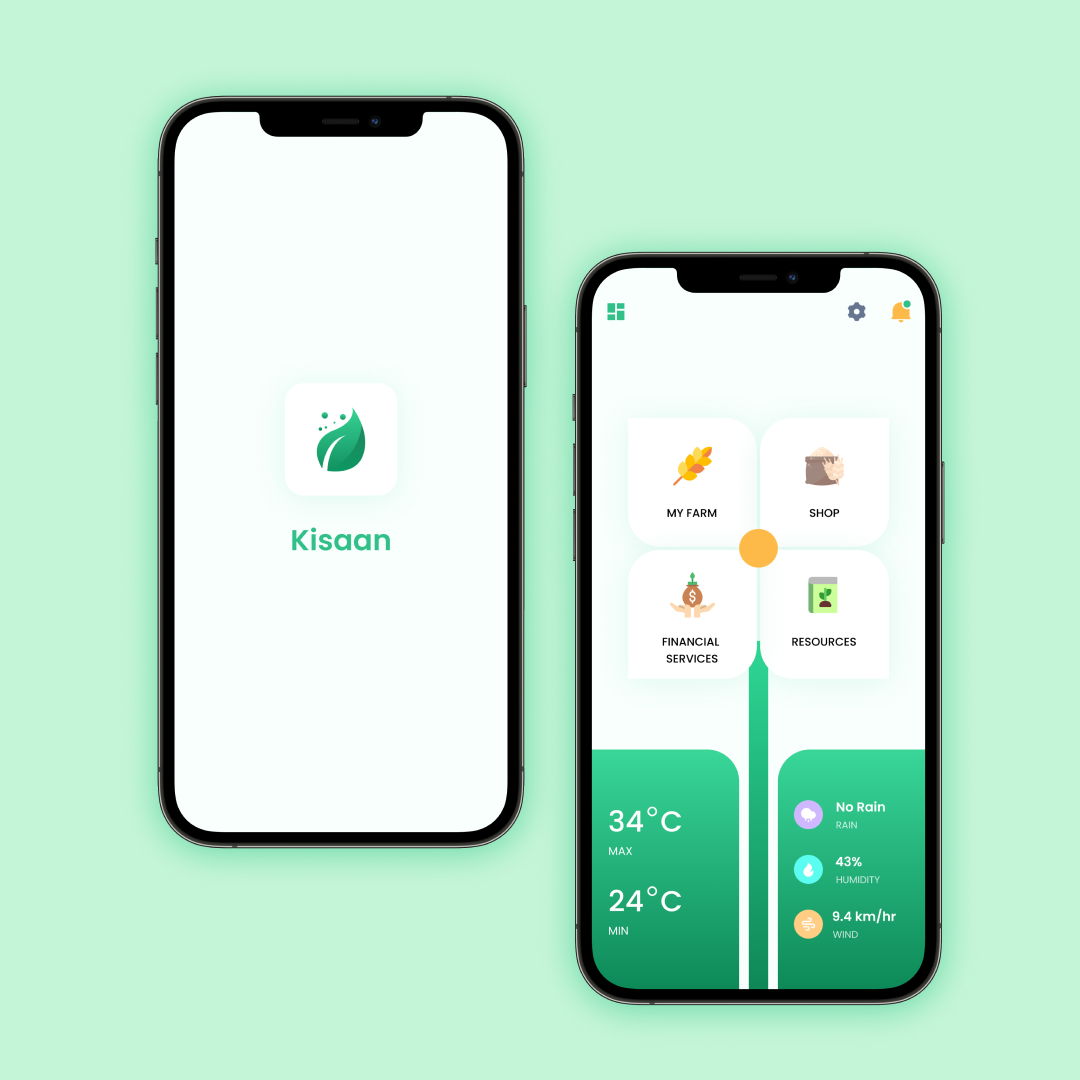 Kisaan
MY FARM
SHOP
FINANCIAL
SERVICES
RESOURCES
34°C
MAX
24°C
MIN
No Rain
RAIN
43%
HUMIDITY
9.4 km/hr
WIND